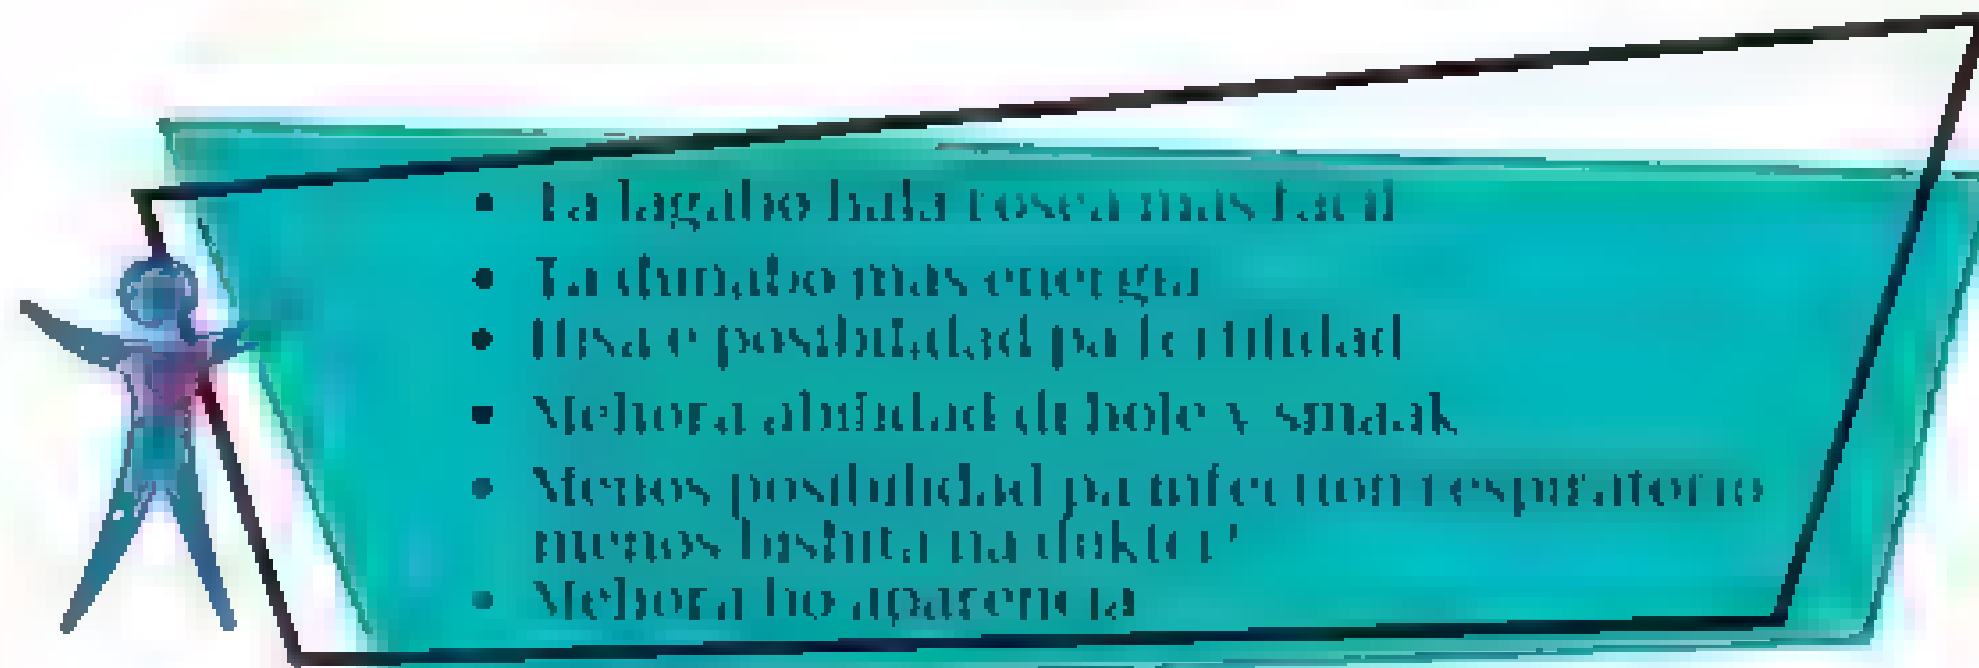 • Ta lagabo hala rosea mas facil
• Ta dunabo mas energia
• Hisa e posibilidad pa fertilidad
• Mehora abilidad di hole y smaak
• Menos posibilidad pa infeccion respiratorio
menos bishita na dokter!
• Mehora bo aparencia